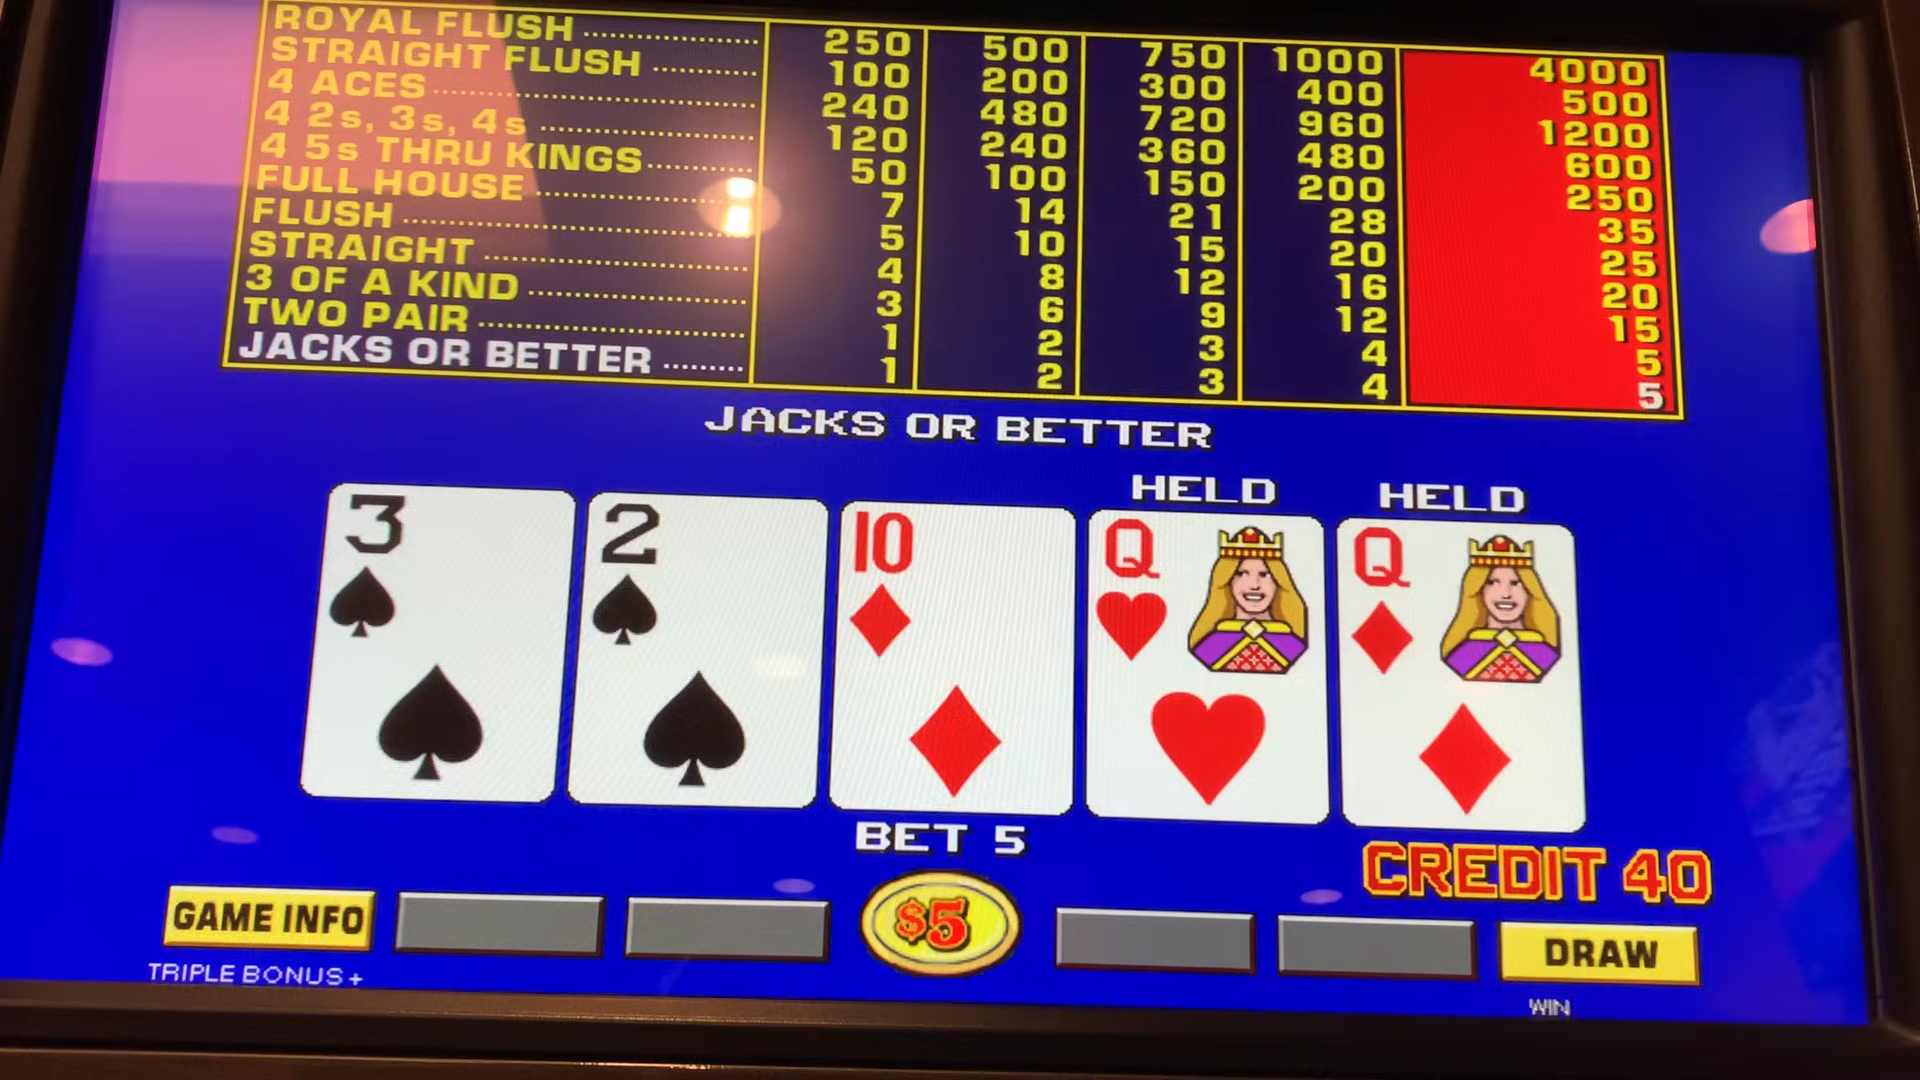 ROYAL FLUSH 250 500 750 1000 4000
STRAIGHT FLUSH 100 200 300 400 500
4 ACES 240 480 720 960 1200
4 2s, 3s, 4s 120 240 360 480 600
4 5s THRU KINGS 50 100 150 200 250
FULL HOUSE 7 14 21 28 35
FLUSH 5 10 15 20 25
STRAIGHT 4 8 12 16 20
3 OF A KIND 3 6 9 12 15
TWO PAIR 1 2 3 4 5
JACKS OR BETTER 1 2 3 4 5
JACKS OR BETTER
HELD HELD
3 2 10 Q Q
BET 5
CREDIT 40
GAME INFO $5 DRAW
TRIPLE BONUS +
WIN